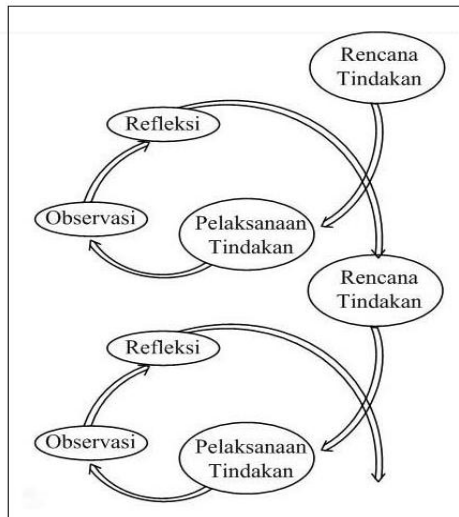 Rencana
Tindakan
Refleksi
Observasi
Pelaksanaan
Tindakan
Rencana
Tindakan
Refleksi
Observasi
Pelaksanaan
Tindakan